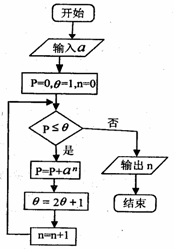 开始
输入a
P=0,θ=1,n=0
P≤θ
否
是
P=P+aⁿ
θ=2θ+1
n=n+1
输出n
结束